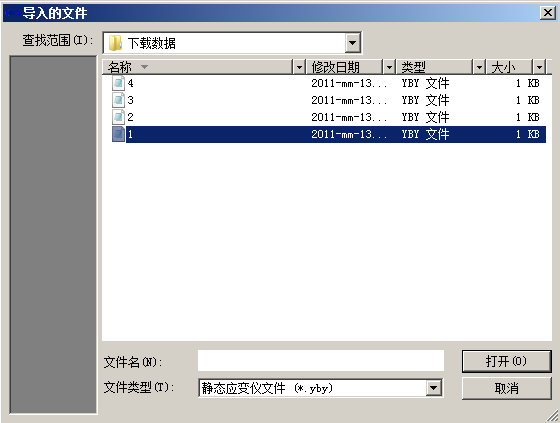 导入的文件
查找范围(I): 下载数据
名称 修改日期 类型 大小
4 2011-mm-13... YBY 文件 1 KB
3 2011-mm-13... YBY 文件 1 KB
2 2011-mm-13... YBY 文件 1 KB
1 2011-mm-13... YBY 文件 1 KB
文件名(N): 打开(O)
文件类型(T): 静态应变仪文件 (*.yby) 取消